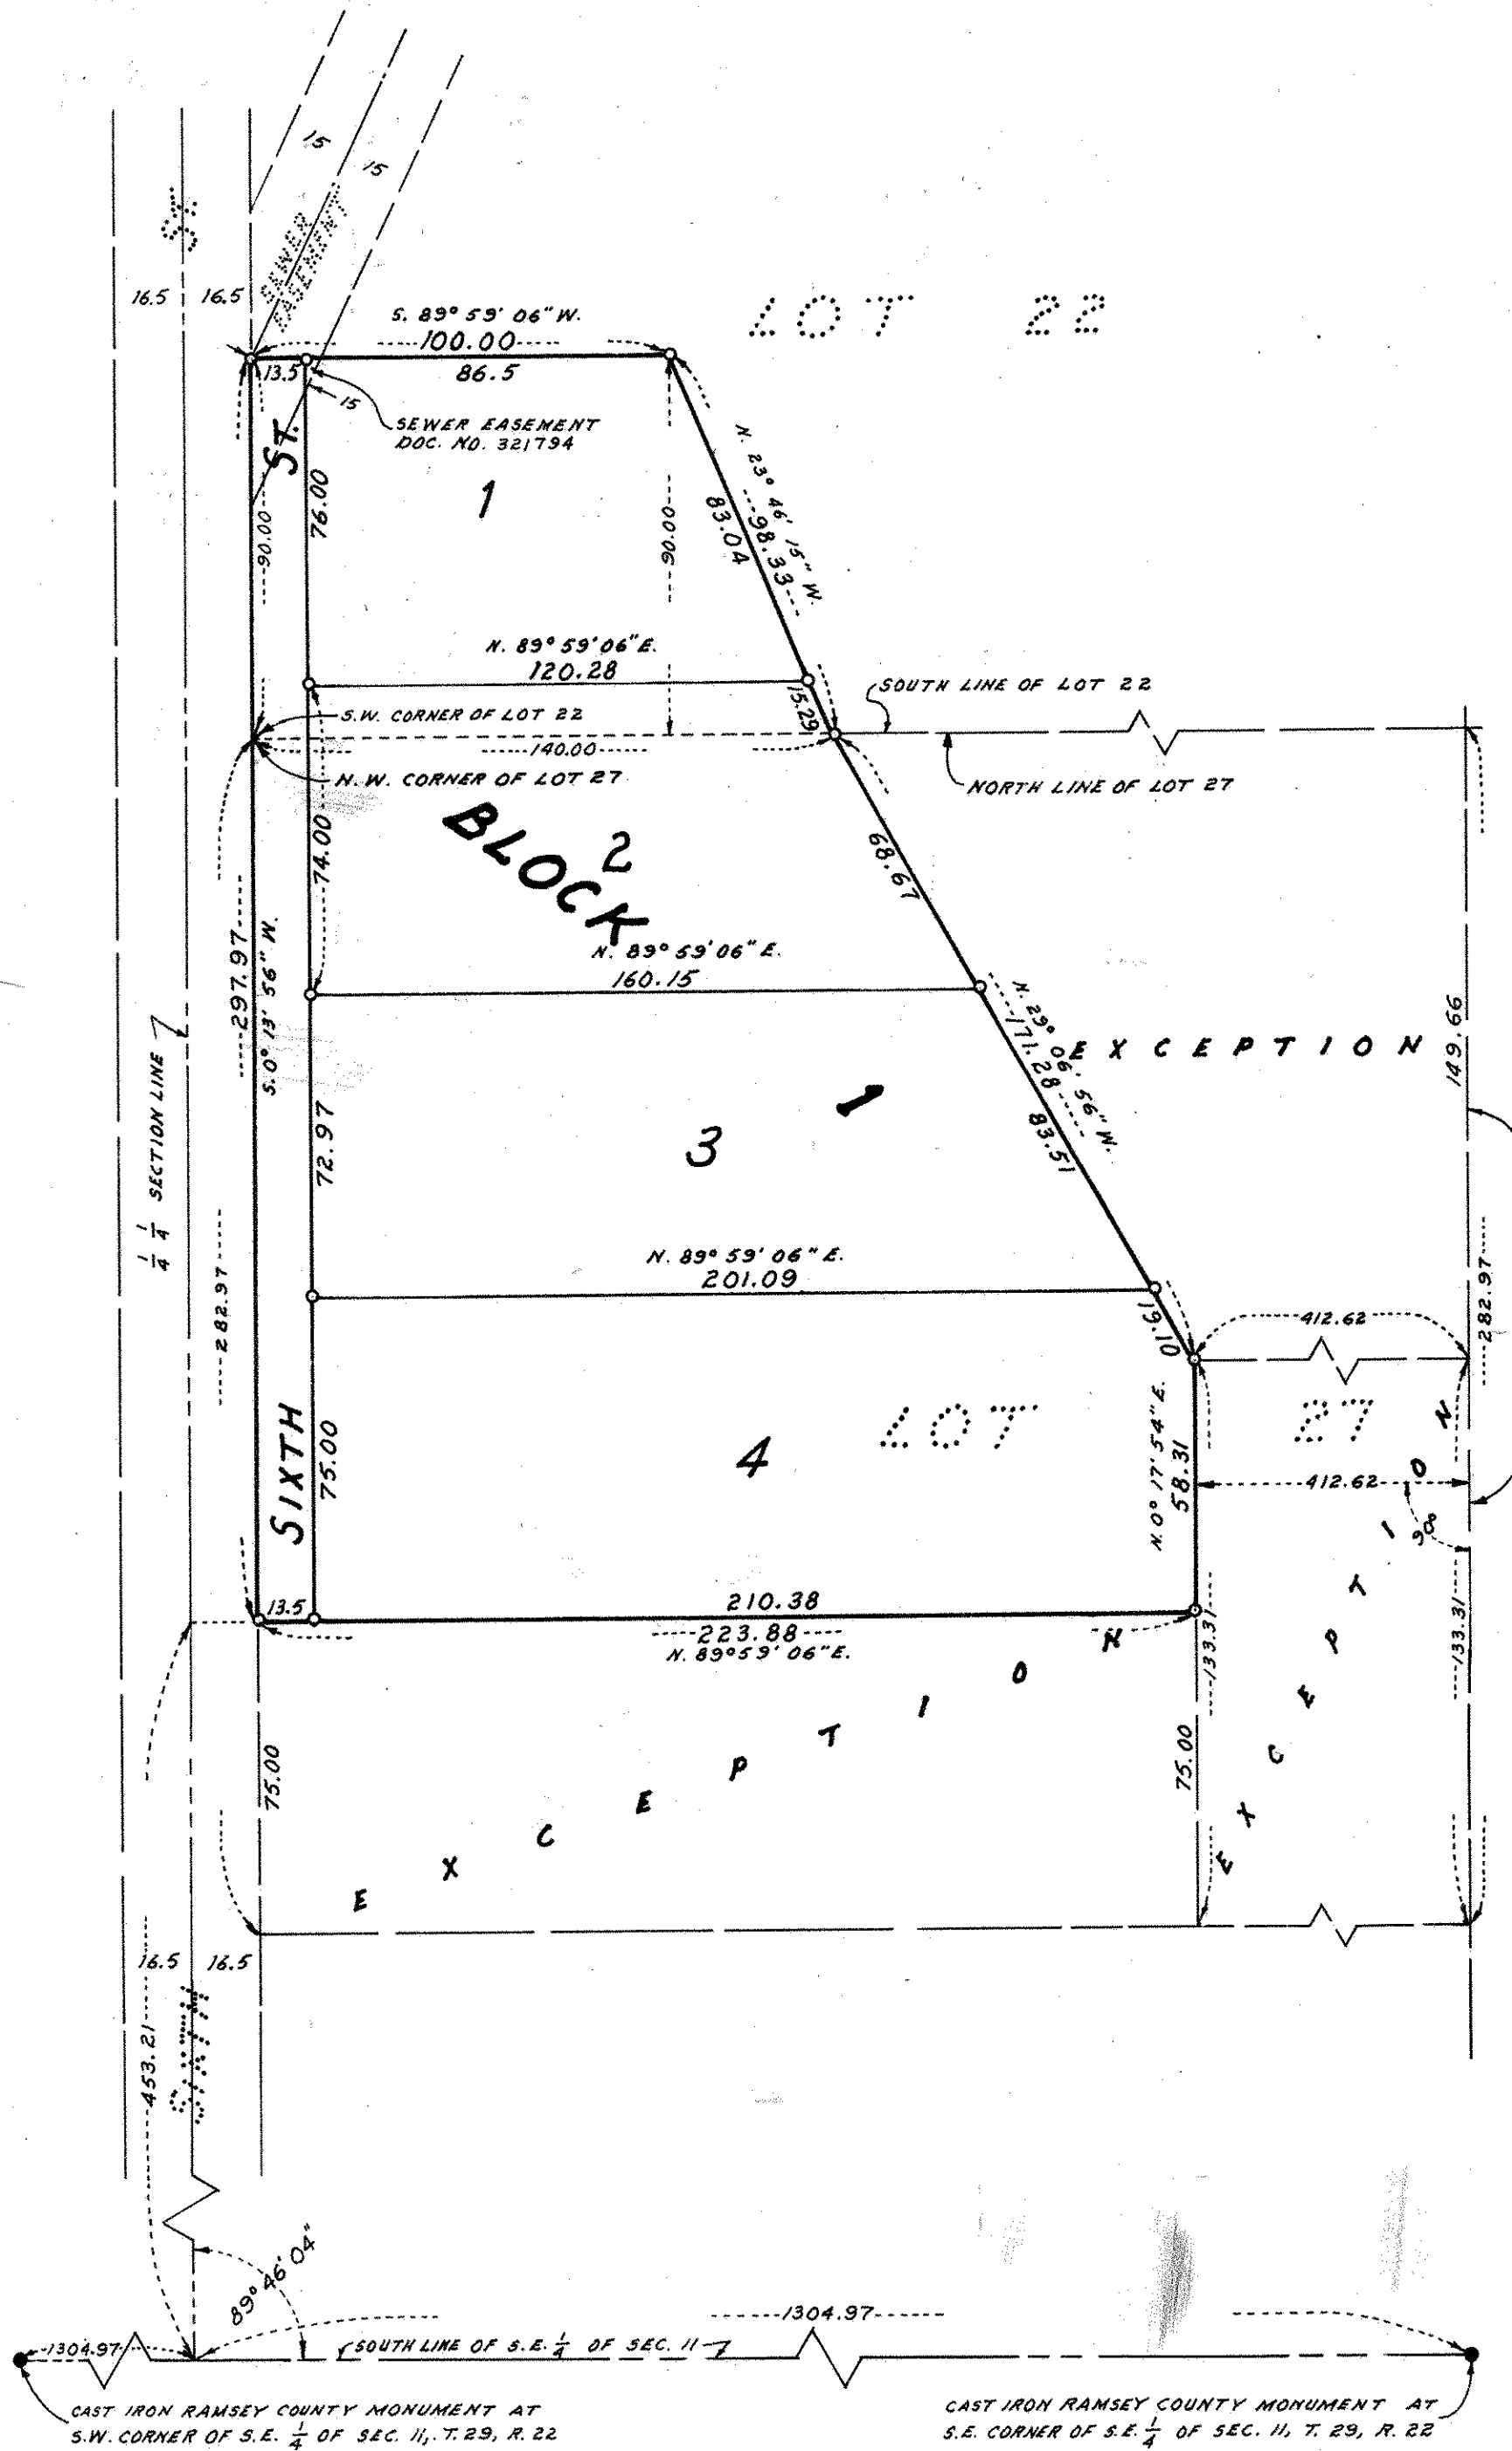 15
15
ST.
SEWER
EASEMENT
16.5
16.5
LOT 22
S. 89° 59' 06" W.
100.00
13.5
86.5
15
SEWER EASEMENT
DOC. NO. 321794
ST.
76.00
1
90.00
90.00
N. 23° 46' 15" W.
98.33
83.04
N. 89° 59' 06" E.
120.28
15.29
SOUTH LINE OF LOT 22
S.W. CORNER OF LOT 22
140.00
N.W. CORNER OF LOT 27
NORTH LINE OF LOT 27
BLOCK
2
74.00
68.67
297.97
S. 0° 13' 56" W.
N. 89° 59' 06" E.
160.15
N. 29° 06' 56" W.
171.28
83.51
EXCEPTION
149.66
1/4 1/4 SECTION LINE
72.97
3
1
282.97
N. 89° 59' 06" E.
201.09
19.10
412.62
282.97
SIXTH
75.00
4
LOT 27
N. 0° 17' 54" E.
58.31
412.62
90°
13.5
210.38
223.88
N. 89° 59' 06" E.
133.31
133.31
75.00
75.00
EXCEPTION
EXCEPTION
16.5
16.5
453.21
SIXTH
89° 46' 04"
1304.97
1304.97
SOUTH LINE OF S.E. 1/4 OF SEC. 11
CAST IRON RAMSEY COUNTY MONUMENT AT
S.W. CORNER OF S.E. 1/4 OF SEC. 11, T. 29, R. 22
CAST IRON RAMSEY COUNTY MONUMENT AT
S.E. CORNER OF S.E. 1/4 OF SEC. 11, T. 29, R. 22